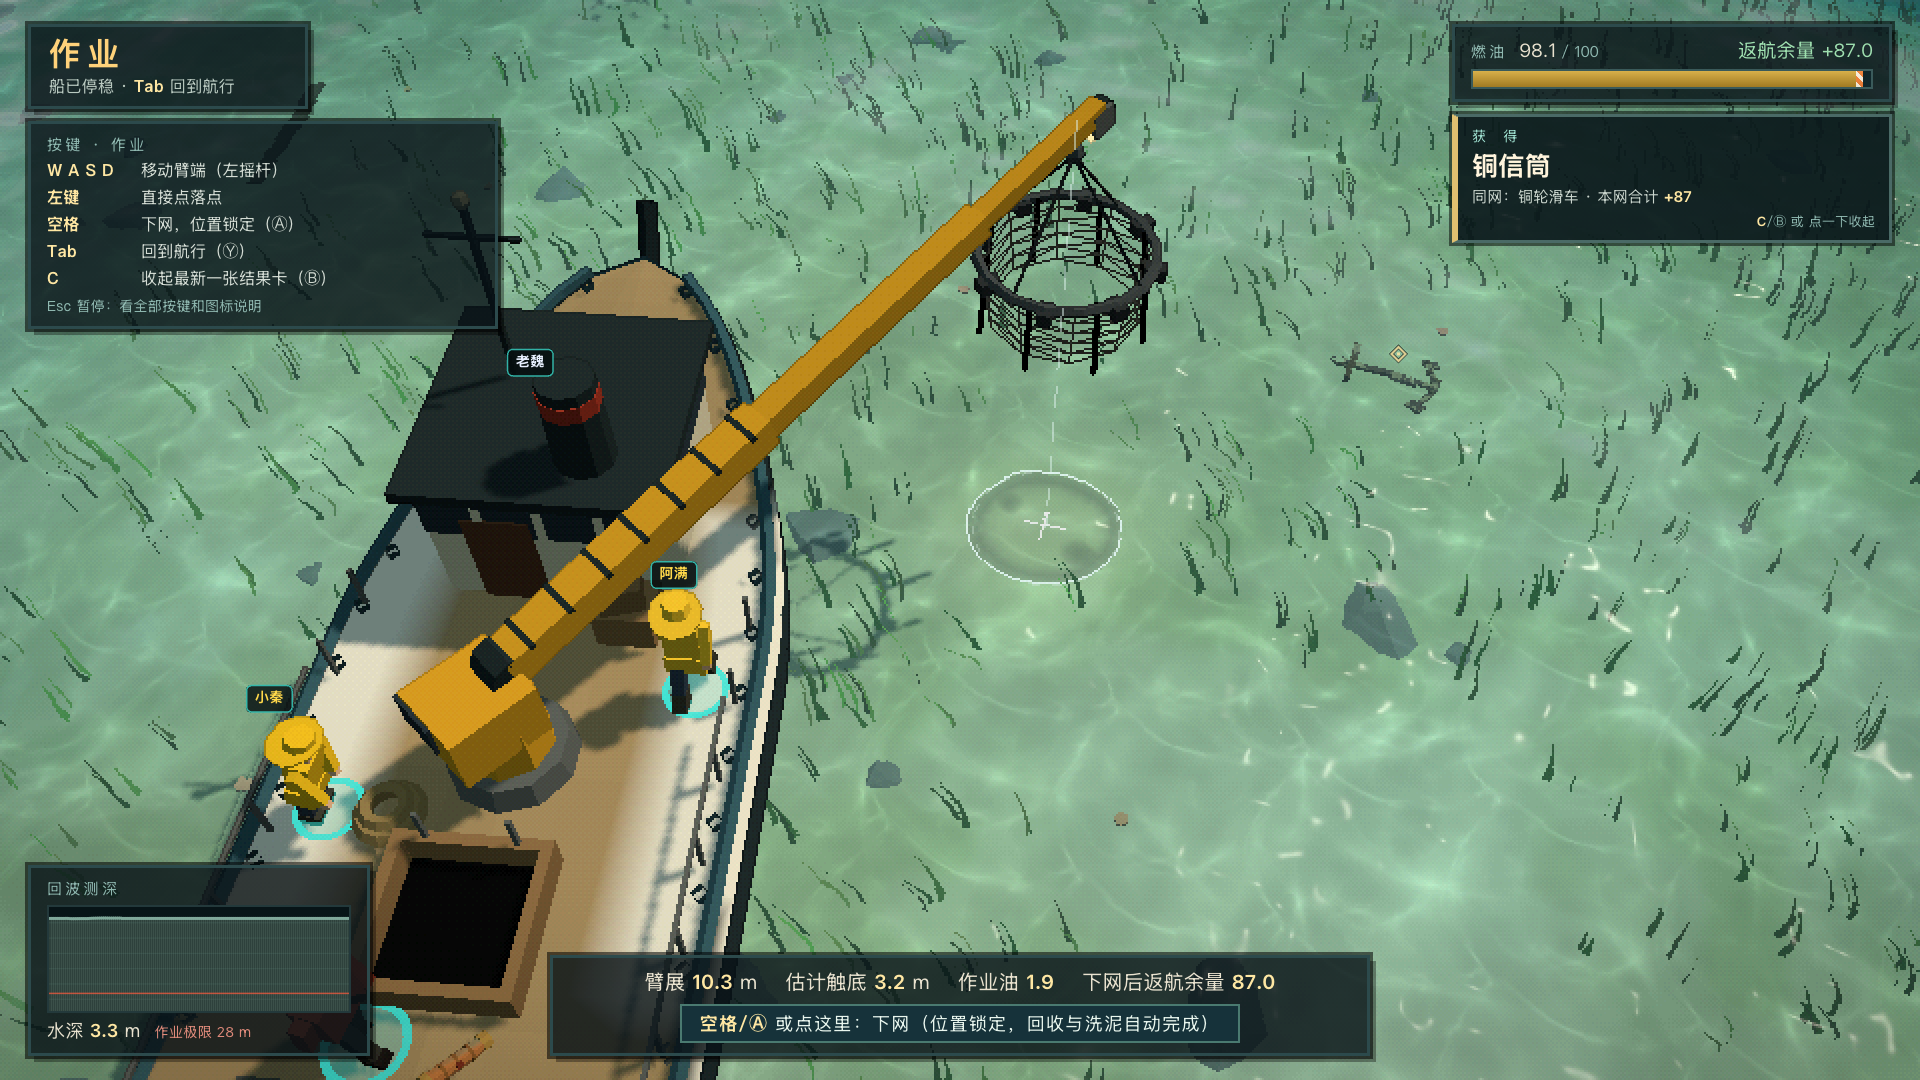 作业
船已停稳 · Tab 回到航行
按键 · 作业
W A S D 移动臂端（左摇杆）
左键 直接点落点
空格 下网，位置锁定（Ⓐ）
Tab 回到航行（Ⓨ）
C 收起最新一张结果卡（Ⓑ）
Esc 暂停：看全部按键和图标说明
燃油 98.1 / 100 返航余量 +87.0
获得
铜信筒
同网：铜轮滑车 · 本网合计 +87
C/Ⓑ 或 点一下收起
老魏
阿满
小秦
回波测深
水深 3.3 m 作业极限 28 m
臂展 10.3 m 估计触底 3.2 m 作业油 1.9 下网后返航余量 87.0
空格/Ⓐ 或点这里：下网（位置锁定，回收与洗泥自动完成）